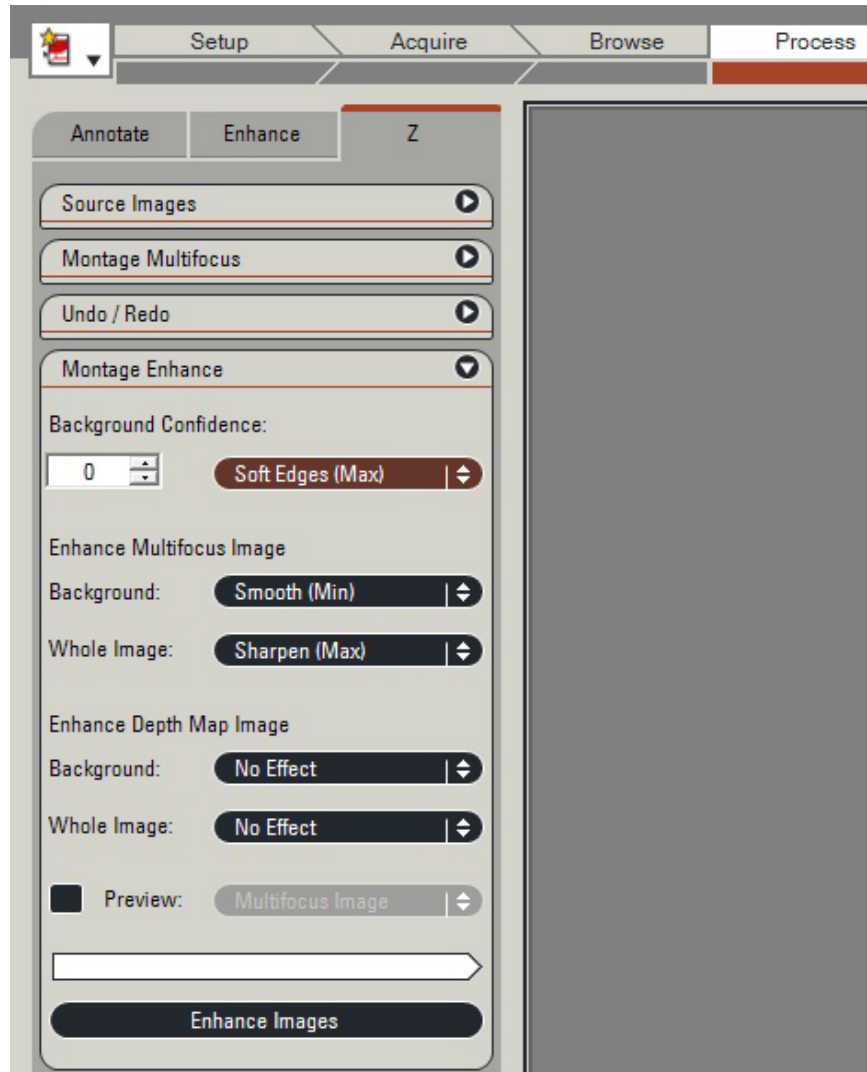 Setup Acquire Browse Process
Annotate Enhance Z
Source Images
Montage Multifocus
Undo / Redo
Montage Enhance
Background Confidence:
0 Soft Edges (Max)
Enhance Multifocus Image
Background: Smooth (Min)
Whole Image: Sharpen (Max)
Enhance Depth Map Image
Background: No Effect
Whole Image: No Effect
Preview: Multifocus Image
Enhance Images